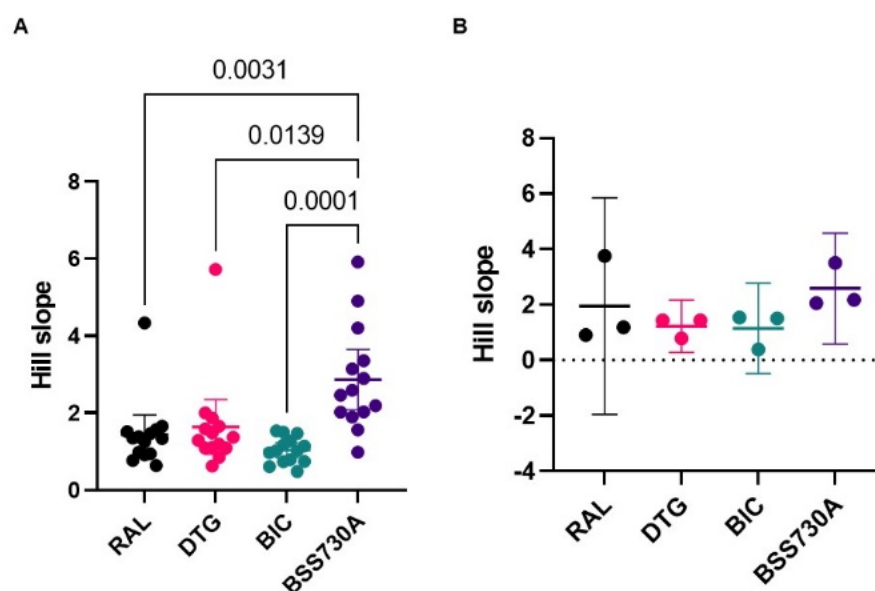 A
0.0031
0.0139
0.0001
8
6
4
2
0
Hill slope
RAL
DTG
BIC
BSS730A
B
8
6
4
2
0
-2
-4
Hill slope
RAL
DTG
BIC
BSS730A